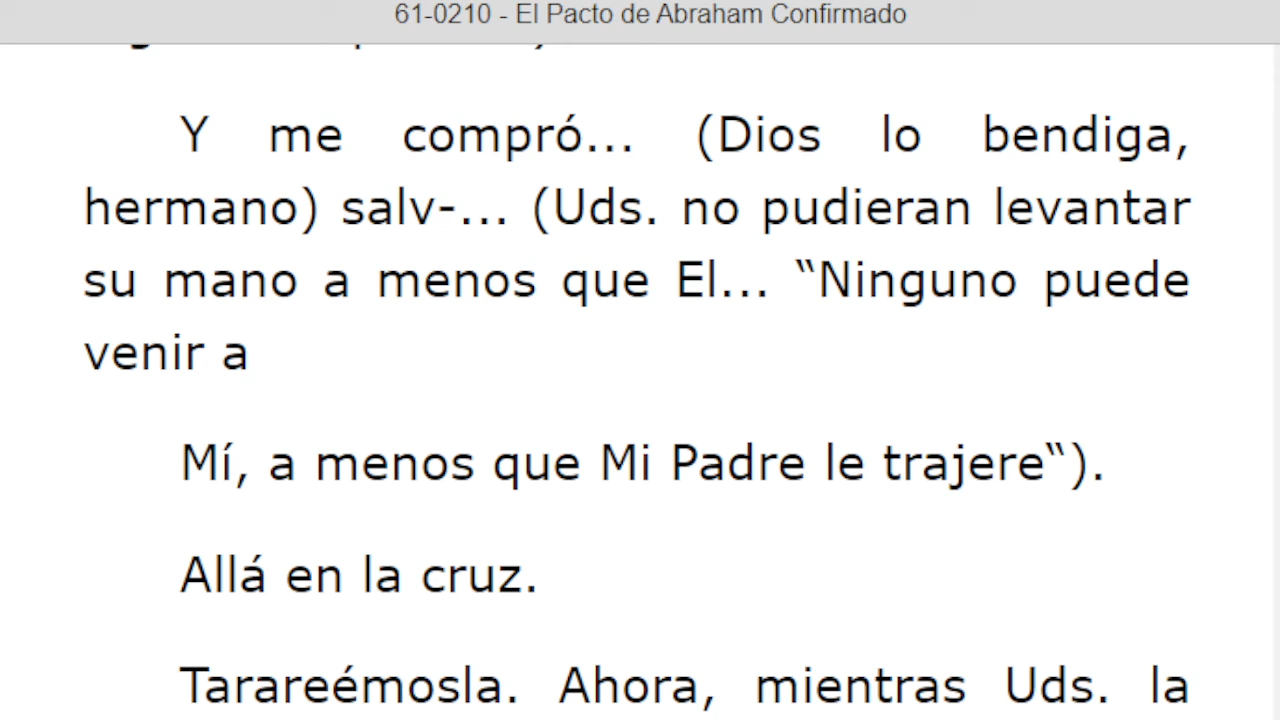 61-0210 - El Pacto de Abraham Confirmado
Y me compró... (Dios lo bendiga,
hermano) salv-... (Uds. no pudieran levantar
su mano a menos que El... “Ninguno puede
venir a
Mí, a menos que Mi Padre le trajere“).
Allá en la cruz.
Tarareémosla. Ahora, mientras Uds. la